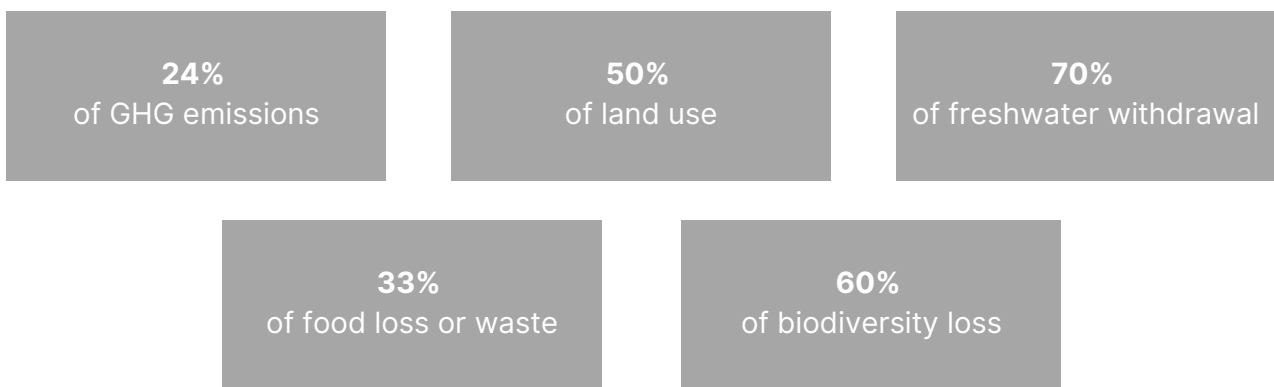 24%
of GHG emissions
50%
of land use
70%
of freshwater withdrawal
33%
of food loss or waste
60%
of biodiversity loss